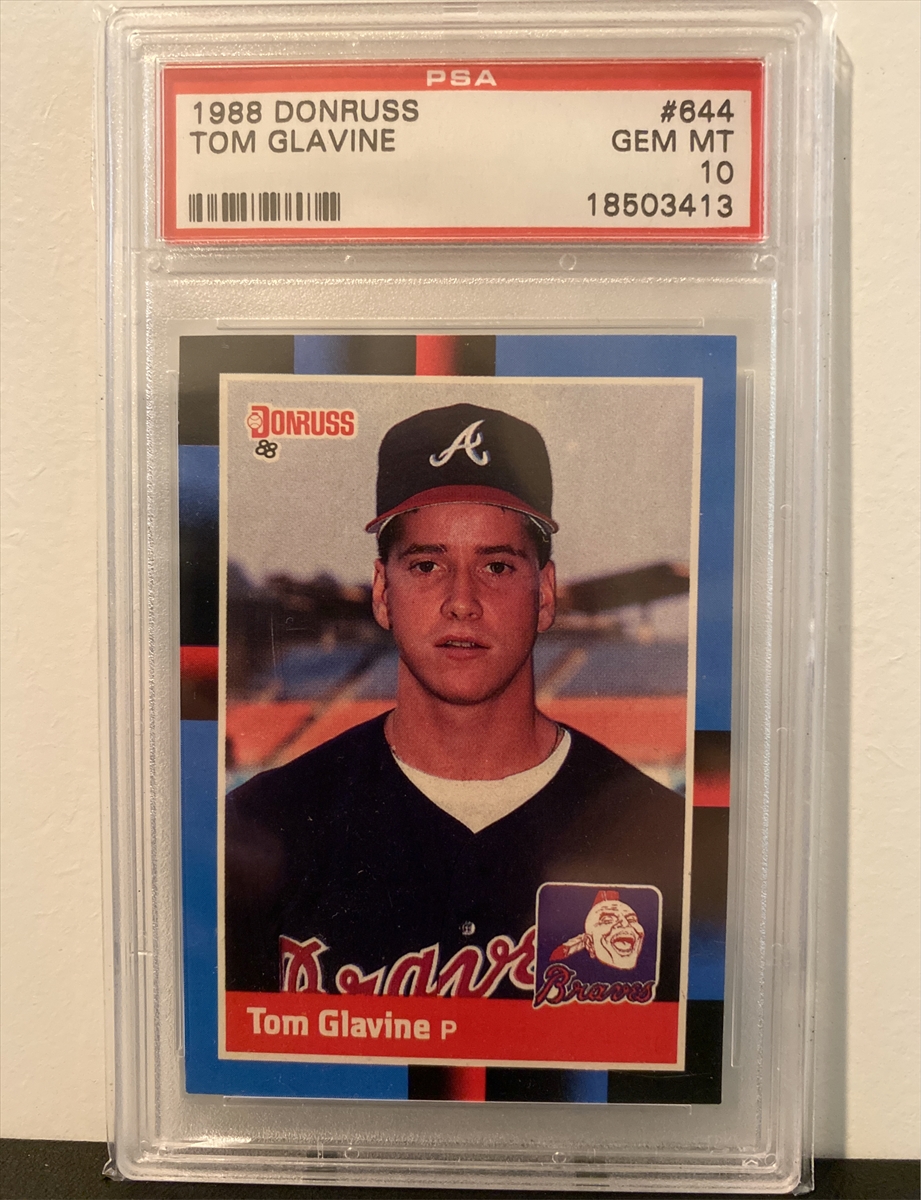 PSA
1988 DONRUSS #644
TOM GLAVINE GEM MT
10
18503413
DONRUSS
88
A
Braves
Braves
Tom Glavine P